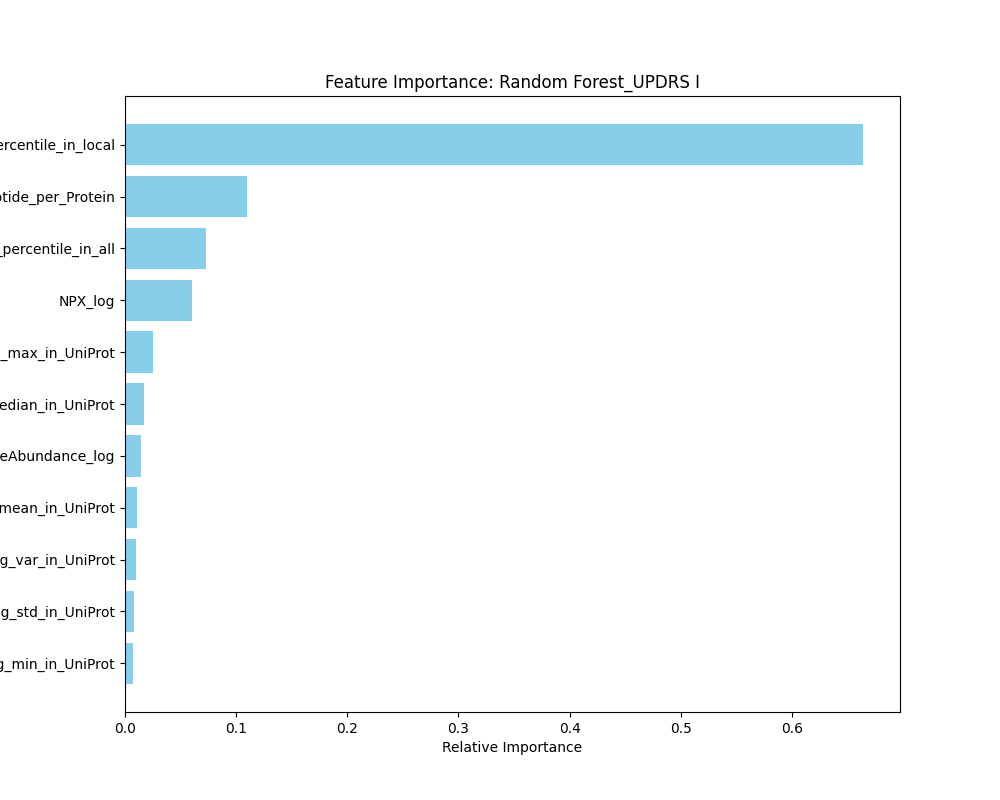 Feature Importance: Random Forest_UPDRS I
ercentile_in_local
tide_per_Protein
_percentile_in_all
NPX_log
_max_in_UniProt
edian_in_UniProt
eAbundance_log
mean_in_UniProt
g_var_in_UniProt
g_std_in_UniProt
g_min_in_UniProt
0.0 0.1 0.2 0.3 0.4 0.5 0.6
Relative Importance